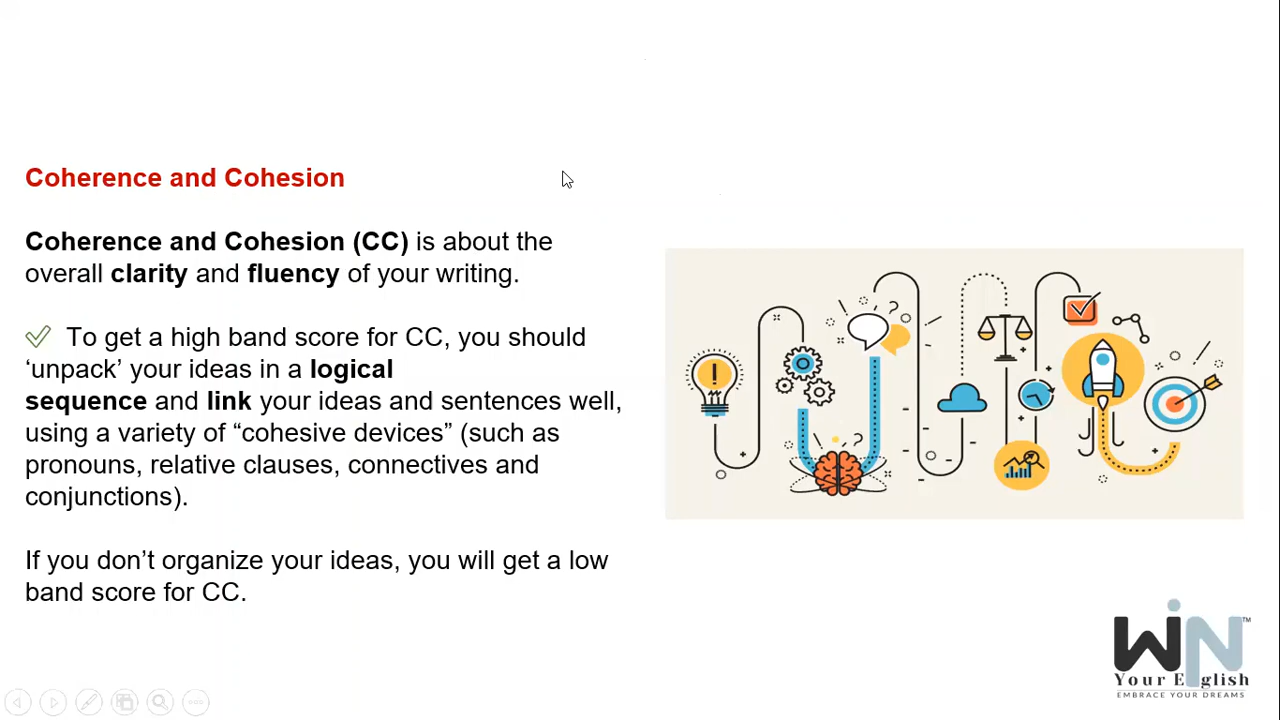 Coherence and Cohesion
Coherence and Cohesion (CC) is about the
overall clarity and fluency of your writing.
To get a high band score for CC, you should
‘unpack’ your ideas in a logical
sequence and link your ideas and sentences well,
using a variety of “cohesive devices” (such as
pronouns, relative clauses, connectives and
conjunctions).
If you don’t organize your ideas, you will get a low
band score for CC.
WiN™
Your English
EMBRACE YOUR DREAMS